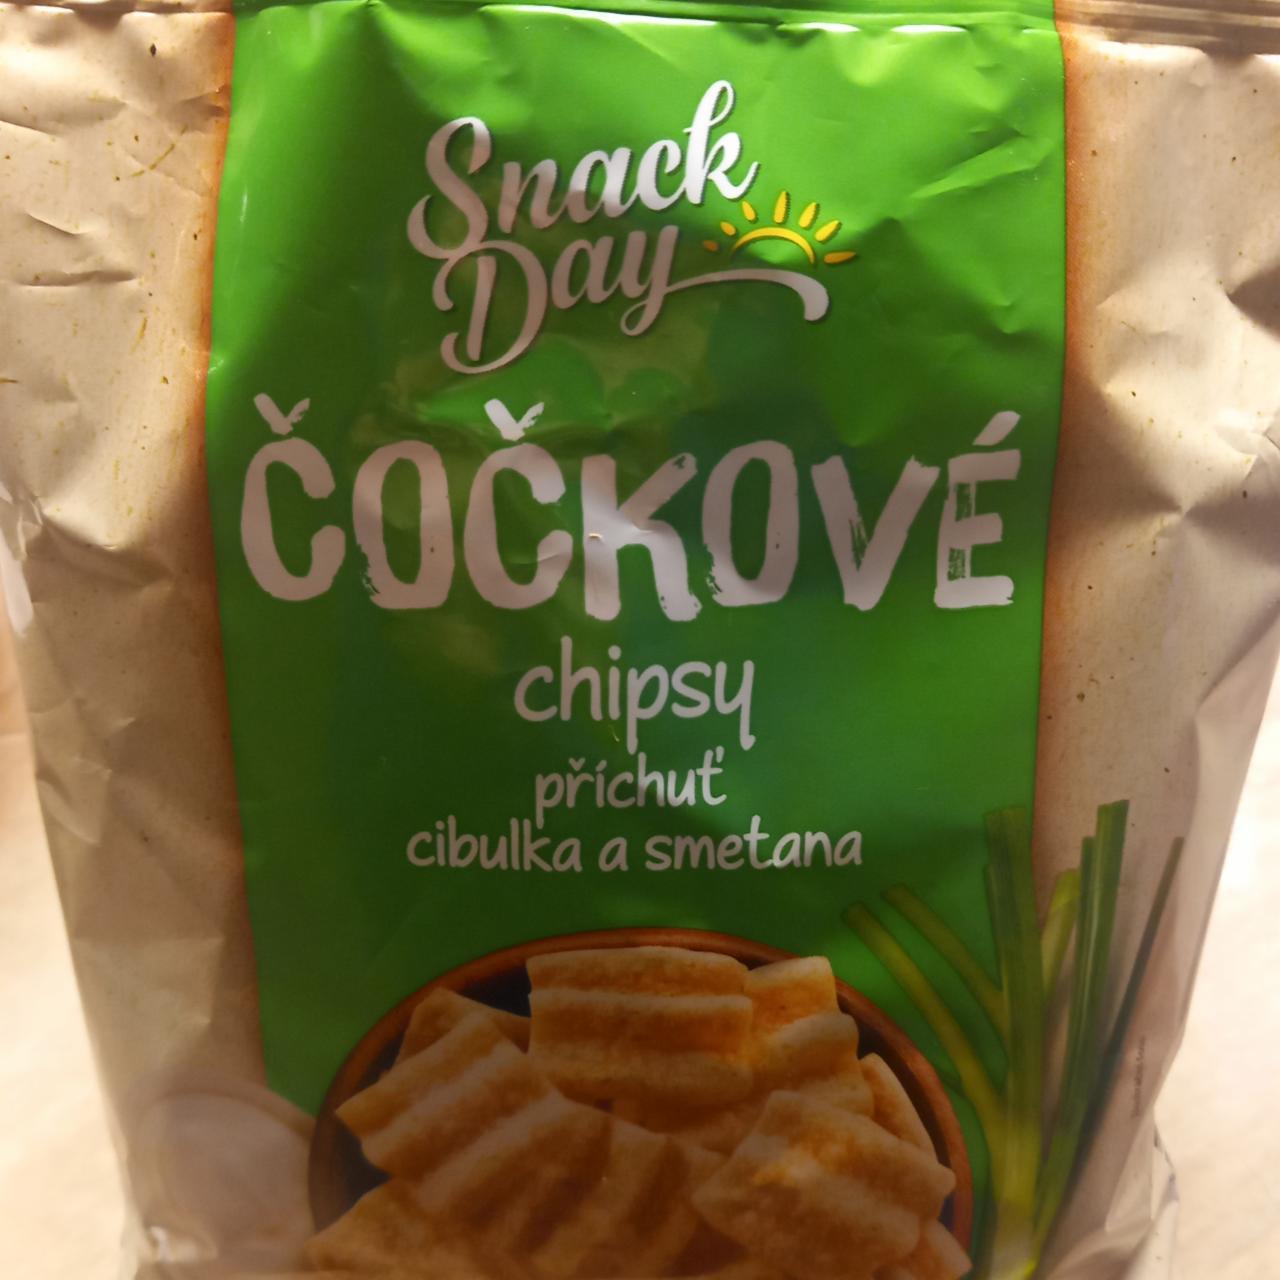 Snack
Day
ČOČKOVÉ
chipsy
příchuť
cibulka a smetana